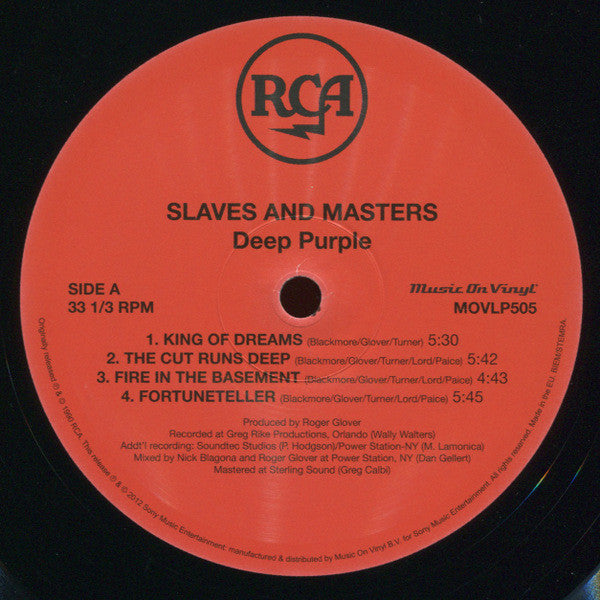 RCA
SLAVES AND MASTERS
Deep Purple
SIDE A
33 1/3 RPM
Music On Vinyl
MOVLP505
1. KING OF DREAMS (Blackmore/Glover/Turner) 5:30
2. THE CUT RUNS DEEP (Blackmore/Glover/Turner/Lord/Paice) 5:42
3. FIRE IN THE BASEMENT (Blackmore/Glover/Turner/Lord/Paice) 4:43
4. FORTUNETELLER (Blackmore/Glover/Turner/Lord/Paice) 5:45
Produced by Roger Glover
Recorded at Greg Rike Productions, Orlando (Wally Walters)
Addt'l recording: Soundtec Studios (P. Hodgson)/Power Station-NY (M. Lamonica)
Mixed by Nick Blagona and Roger Glover at Power Station, NY (Dan Gellert)
Mastered at Sterling Sound (Greg Calbi)
Originally released ℗ & © 1990 RCA. This release ℗ & © 2012 Sony Music Entertainment. manufactured & distributed by Music On Vinyl B.V. for Sony Music Entertainment. All rights reserved. Made in the EU BIEM/STEMRA